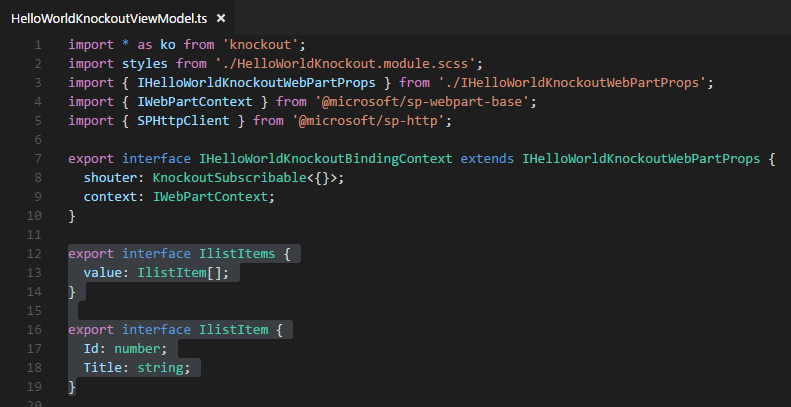 HelloWorldKnockoutViewModel.ts ×
1 import * as ko from 'knockout';
2 import styles from './HelloWorldKnockout.module.scss';
3 import { IHelloWorldKnockoutWebPartProps } from './IHelloWorldKnockoutWebPartProps';
4 import { IWebPartContext } from '@microsoft/sp-webpart-base';
5 import { SPHttpClient } from '@microsoft/sp-http';
6
7 export interface IHelloWorldKnockoutBindingContext extends IHelloWorldKnockoutWebPartProps {
8 shouter: KnockoutSubscribable<{}>;
9 context: IWebPartContext;
10 }
11
12 export interface IlistItems {
13 value: IlistItem[];
14 }
15
16 export interface IlistItem {
17 Id: number;
18 Title: string;
19 }
20